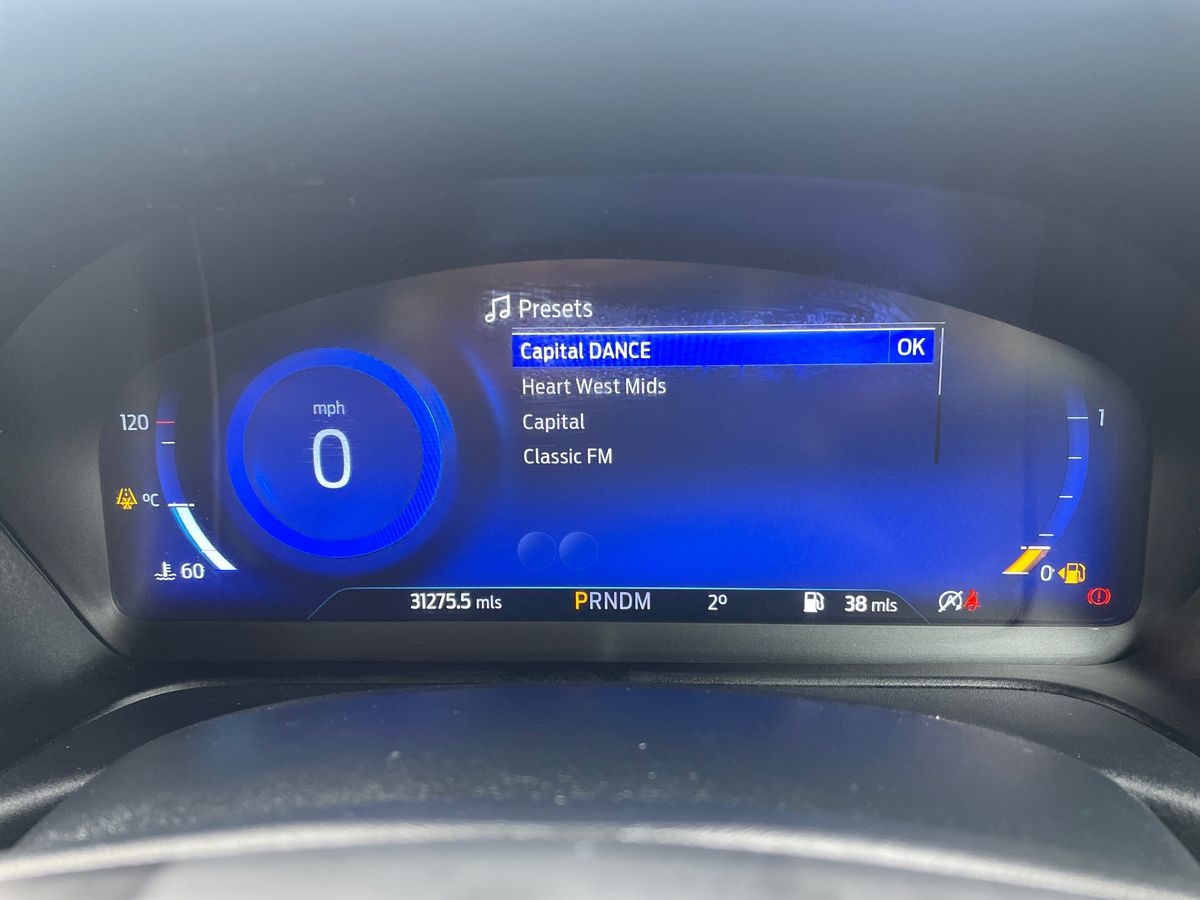 Presets
Capital DANCE OK
Heart West Mids
Capital
Classic FM
mph
0
120
°C
60
1
0
31275.5 mls PRNDM 2° 38 mls